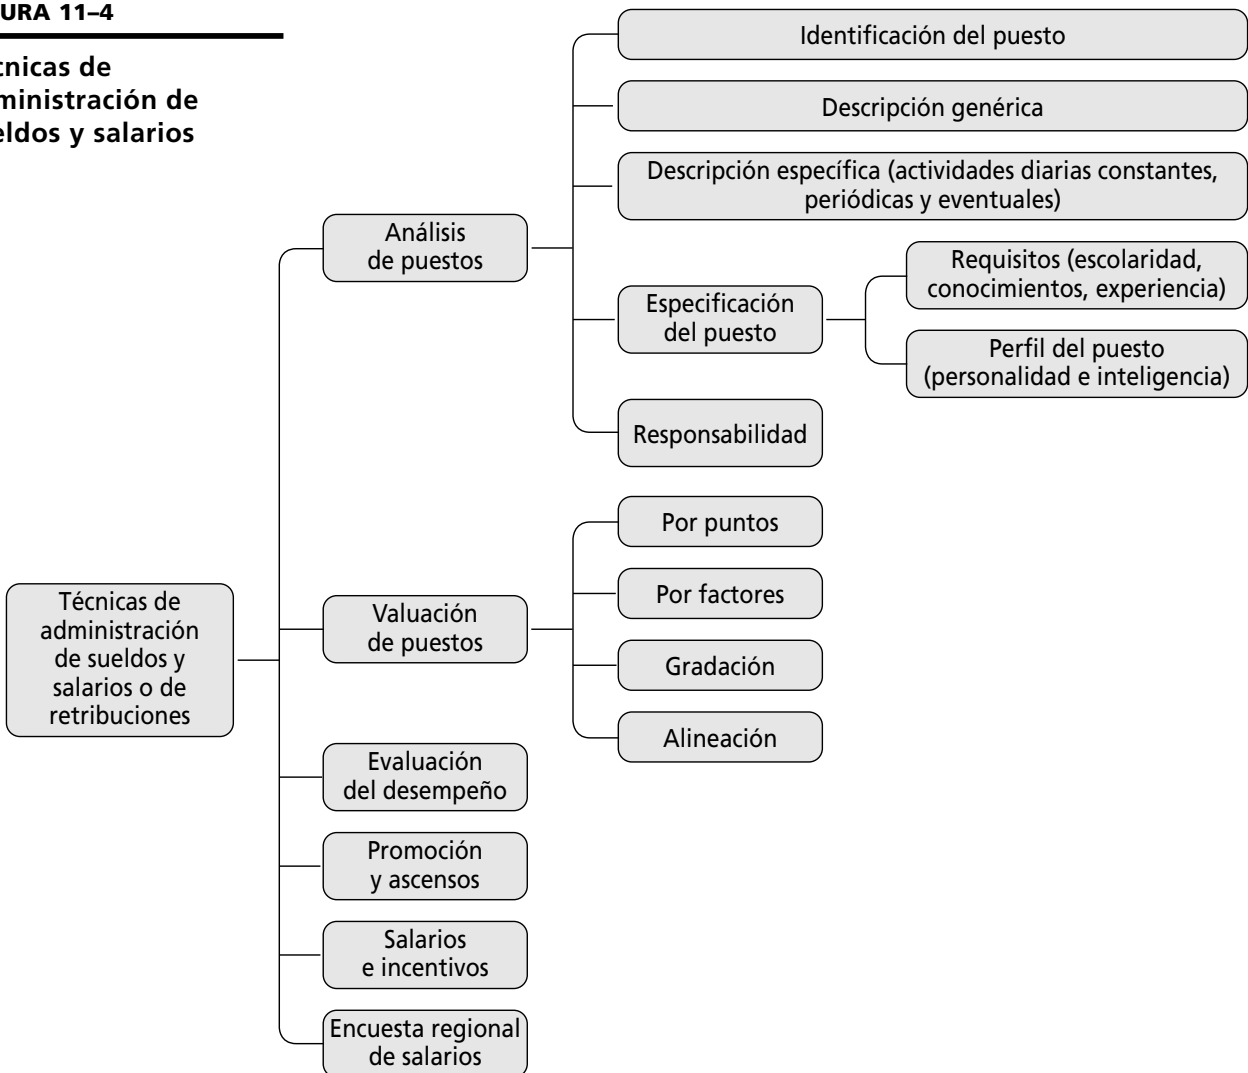 URA 11–4
cnicas de
ministración de
eldos y salarios
Identificación del puesto
Descripción genérica
Descripción específica (actividades diarias constantes,
periódicas y eventuales)
Análisis
de puestos
Requisitos (escolaridad,
conocimientos, experiencia)
Especificación
del puesto
Perfil del puesto
(personalidad e inteligencia)
Responsabilidad
Por puntos
Por factores
Técnicas de
administración
de sueldos y
salarios o de
retribuciones
Valuación
de puestos
Gradación
Alineación
Evaluación
del desempeño
Promoción
y ascensos
Salarios
e incentivos
Encuesta regional
de salarios